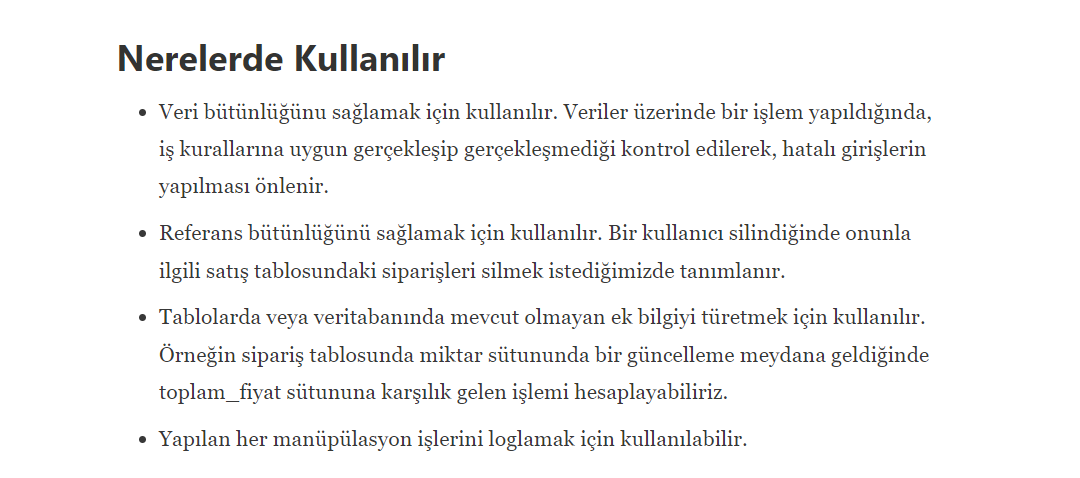 Nerelerde Kullanılır
• Veri bütünlüğünu sağlamak için kullanılır. Veriler üzerinde bir işlem yapıldığında,
iş kurallarına uygun gerçekleşip gerçekleşmediği kontrol edilerek, hatalı girişlerin
yapılması önlenir.
• Referans bütünlüğünü sağlamak için kullanılır. Bir kullanıcı silindiğinde onunla
ilgili satış tablosundaki siparişleri silmek istediğimizde tanımlanır.
• Tablolarda veya veritabanında mevcut olmayan ek bilgiyi türetmek için kullanılır.
Örneğin sipariş tablosunda miktar sütununda bir güncelleme meydana geldiğinde
toplam_fiyat sütununa karşılık gelen işlemi hesaplayabiliriz.
• Yapılan her manüpülasyon işlerini loglamak için kullanılabilir.